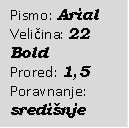 Pismo: Arial
Veličina: 22
Bold
Prored: 1,5
Poravnanje:
središnje